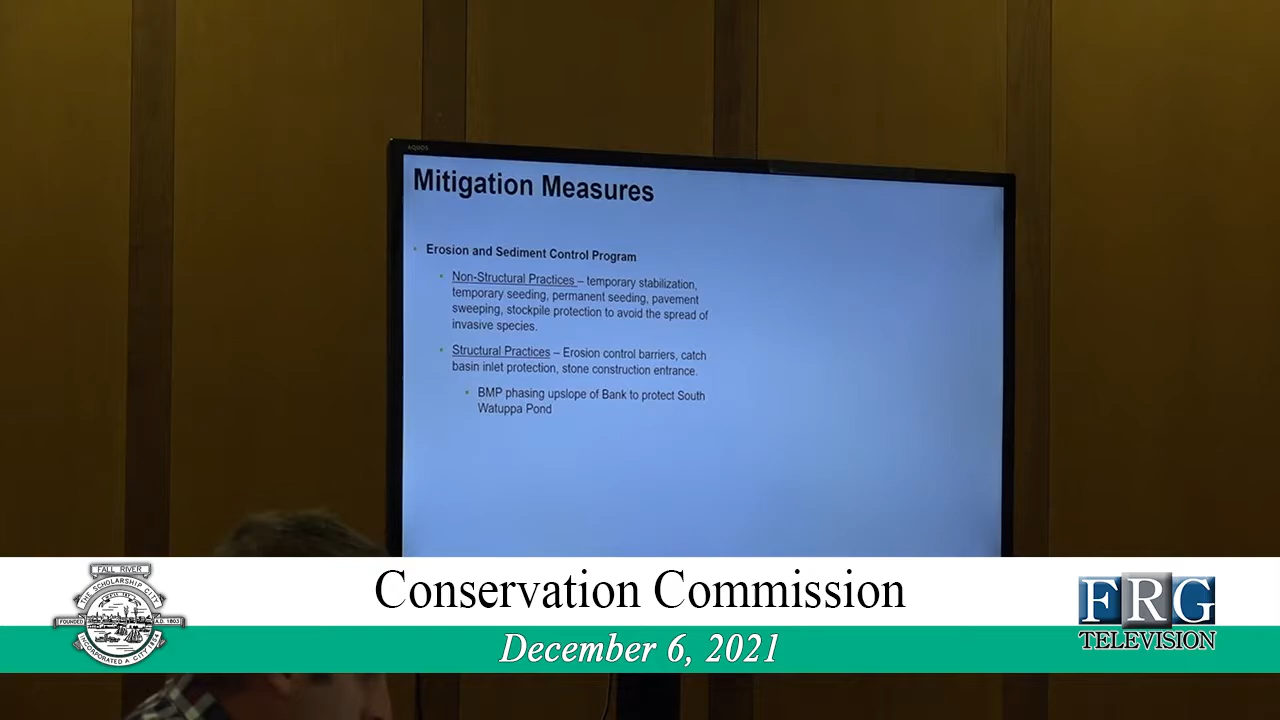 AQUOS
Mitigation Measures
Erosion and Sediment Control Program
Non-Structural Practices – temporary stabilization,
temporary seeding, permanent seeding, pavement
sweeping, stockpile protection to avoid the spread of
invasive species.
Structural Practices – Erosion control barriers, catch
basin inlet protection, stone construction entrance.
BMP phasing upslope of Bank to protect South
Watuppa Pond
FALL RIVER
THE SCHOLARSHIP CITY
FOUNDED
A.D. 1803
INCORPORATED A CITY 1854
Conservation Commission
December 6, 2021
FRG
TELEVISION